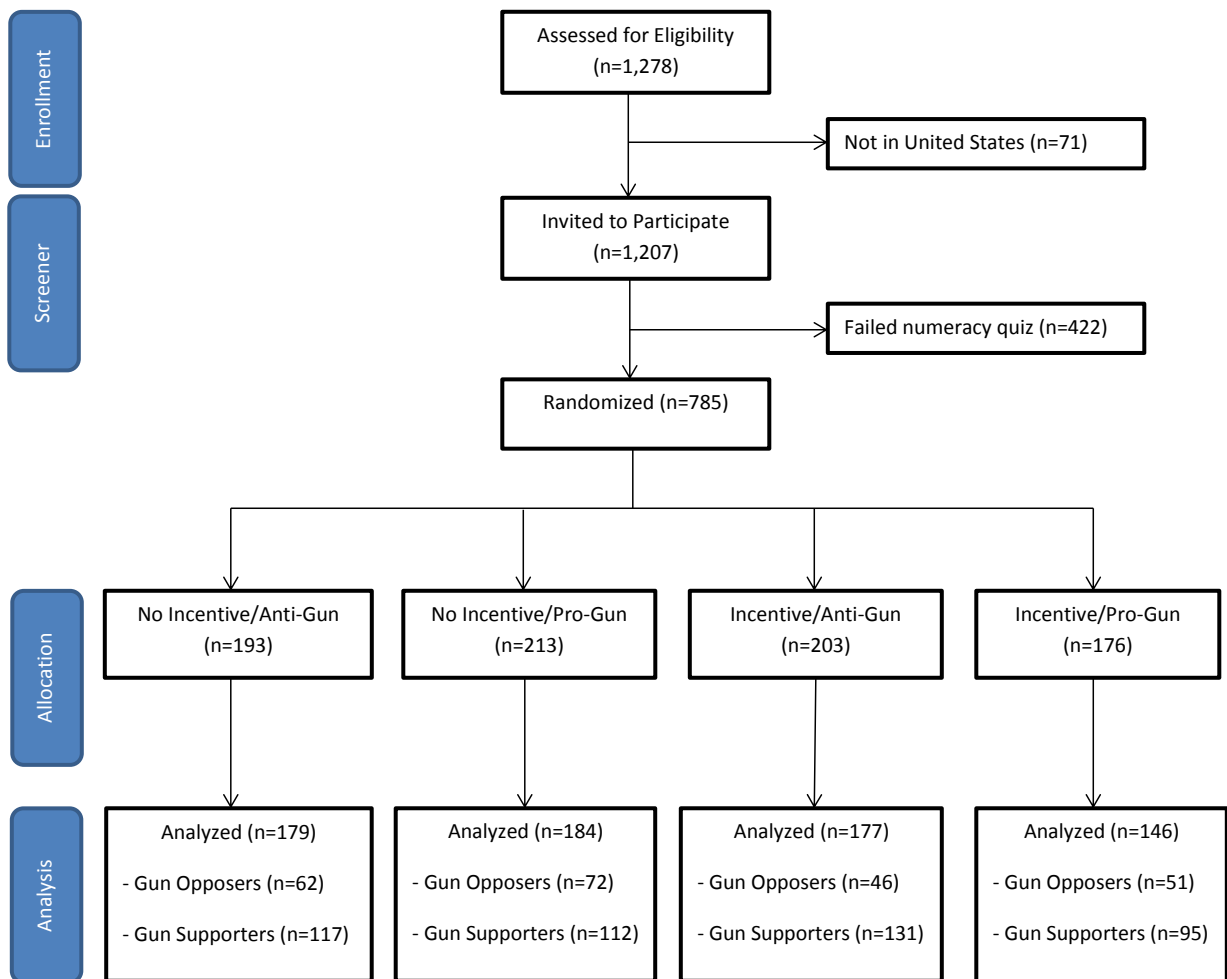 Enrollment
Assessed for Eligibility
(n=1,278)
Not in United States (n=71)
Screener
Invited to Participate
(n=1,207)
Failed numeracy quiz (n=422)
Randomized (n=785)
Allocation
No Incentive/Anti-Gun
(n=193)
No Incentive/Pro-Gun
(n=213)
Incentive/Anti-Gun
(n=203)
Incentive/Pro-Gun
(n=176)
Analysis
Analyzed (n=179)
- Gun Opposers (n=62)
- Gun Supporters (n=117)
Analyzed (n=184)
- Gun Opposers (n=72)
- Gun Supporters (n=112)
Analyzed (n=177)
- Gun Opposers (n=46)
- Gun Supporters (n=131)
Analyzed (n=146)
- Gun Opposers (n=51)
- Gun Supporters (n=95)